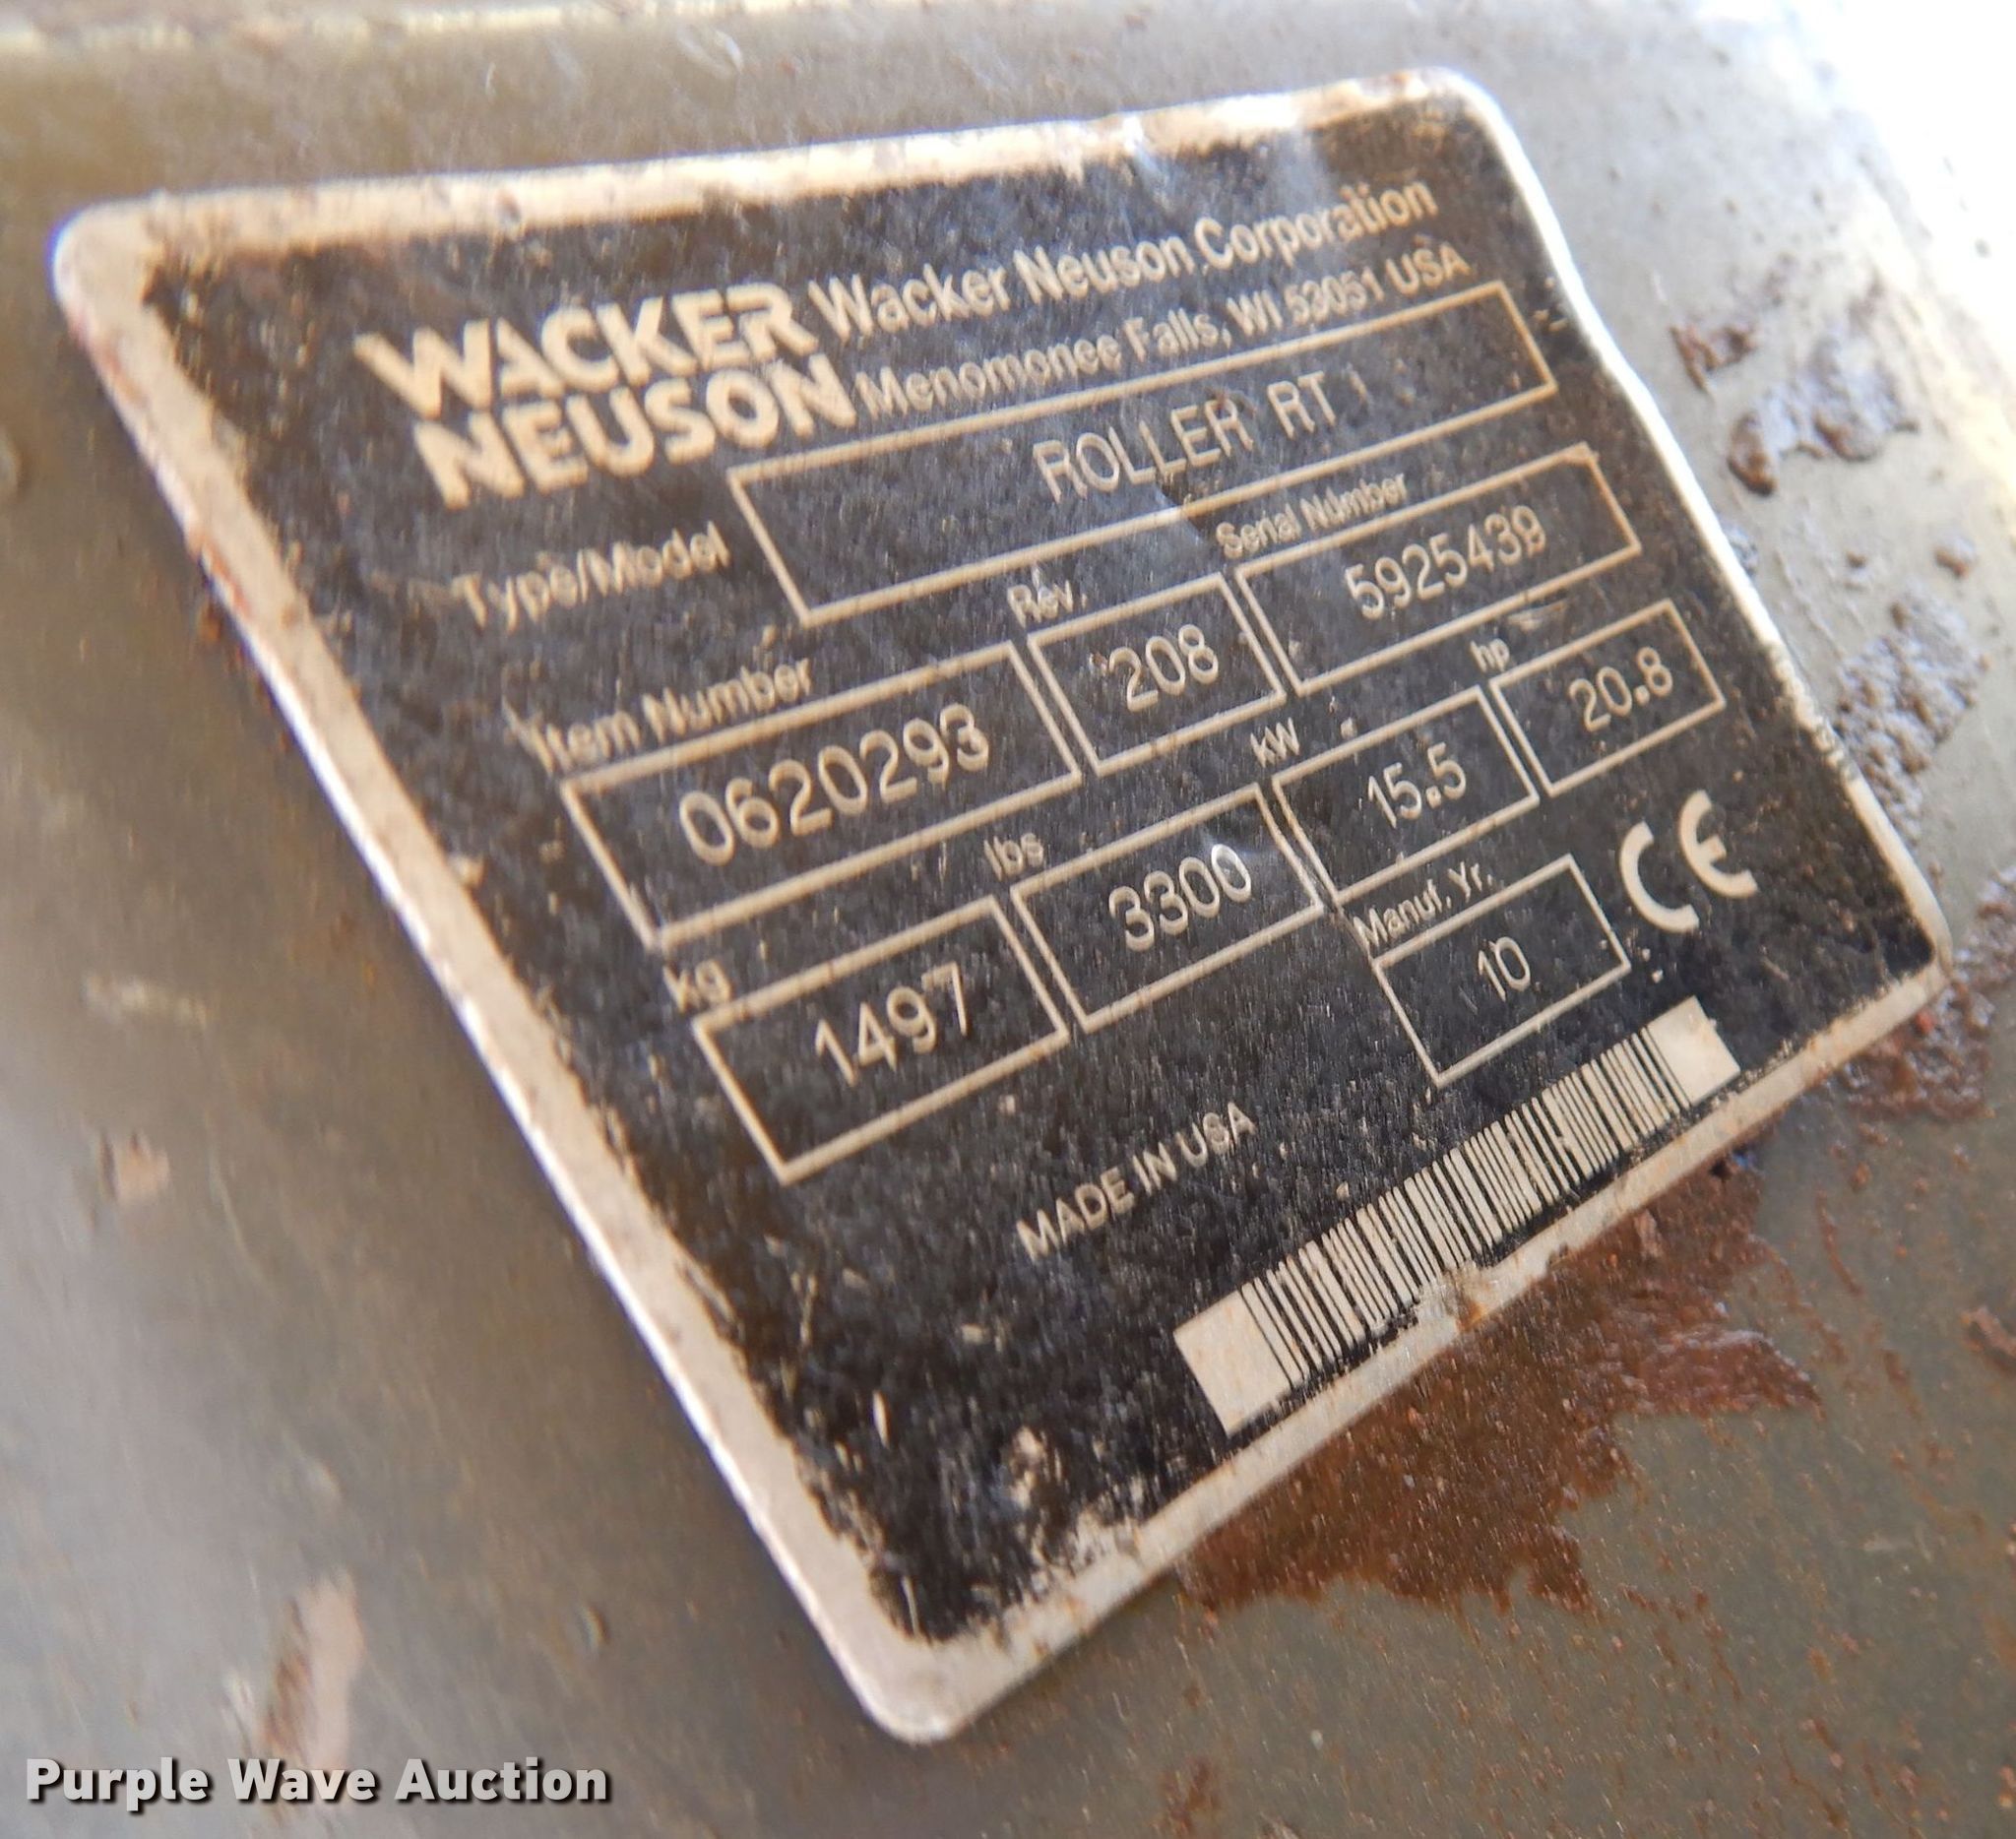 WACKER NEUSON
Wacker Neuson Corporation
Menomonee Falls, WI 53051 USA
Type/Model
ROLLER RT
Item Number
Rev.
Serial Number
0620293
208
5925439
kg
lbs
kW
hp
1497
3300
15.5
20.8
Manuf. Yr.
10
CE
MADE IN USA
Purple Wave Auction